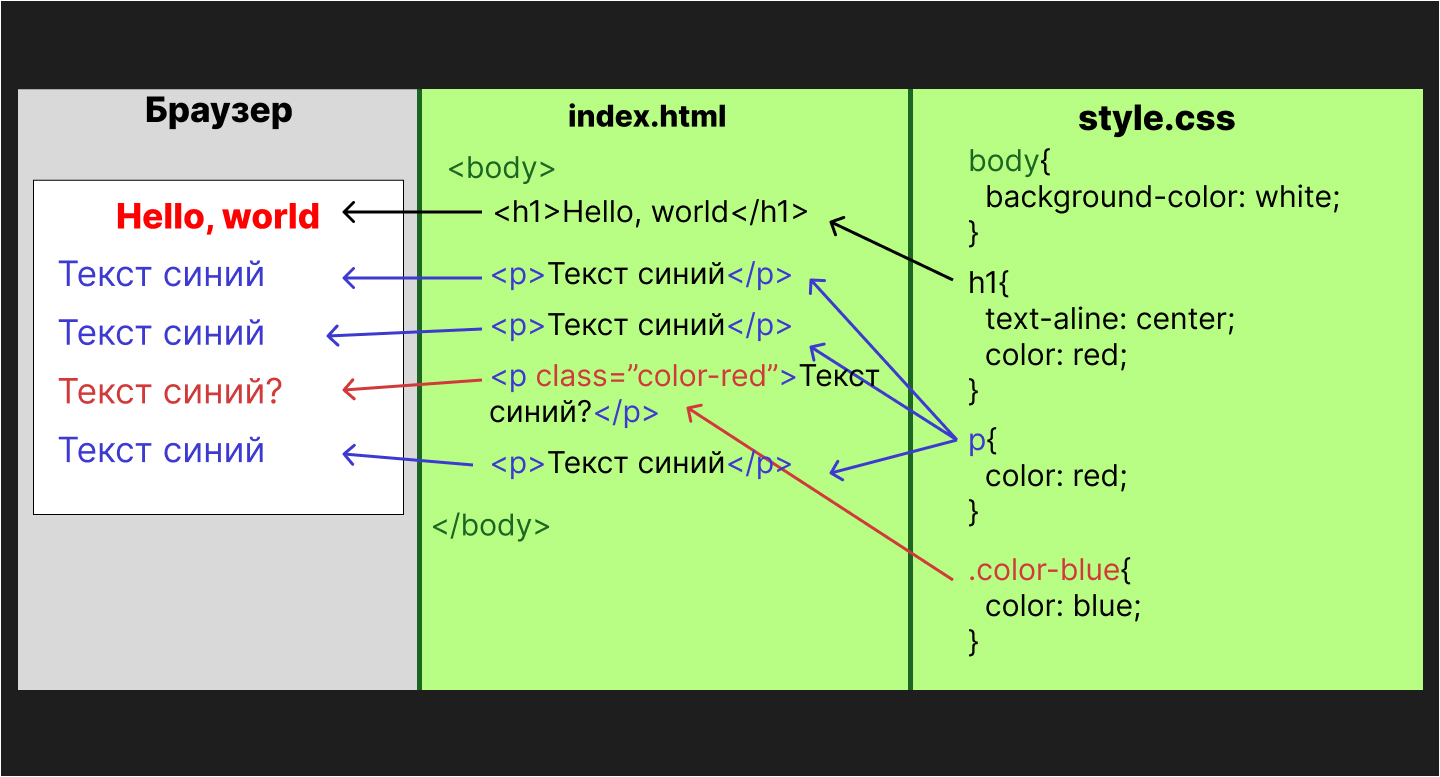 Браузер
Hello, world
Текст синий
Текст синий
Текст синий?
Текст синий
index.html
<body>
<h1>Hello, world</h1>
<p>Текст синий</p>
<p>Текст синий</p>
<p class=”color-red”>Текст
синий?</p>
<p>Текст синий</p>
</body>
style.css
body{
background-color: white;
}
h1{
text-aline: center;
color: red;
}
p{
color: red;
}
.color-blue{
color: blue;
}